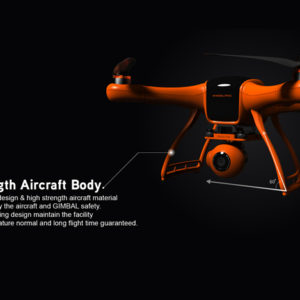 gth Aircraft Body.
design & high strength aircraft material
y the aircraft and GIMBAL safety.
ing design maintain the facility
ature normal and long flight time guaranteed.
60°